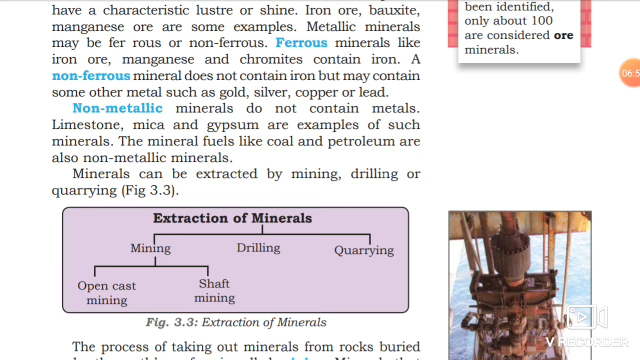 have a characteristic lustre or shine. Iron ore, bauxite,
manganese ore are some examples. Metallic minerals
may be fer rous or non-ferrous. Ferrous minerals like
iron ore, manganese and chromites contain iron. A
non-ferrous mineral does not contain iron but may contain
some other metal such as gold, silver, copper or lead.
Non-metallic minerals do not contain metals.
Limestone, mica and gypsum are examples of such
minerals. The mineral fuels like coal and petroleum are
also non-metallic minerals.
Minerals can be extracted by mining, drilling or
quarrying (Fig 3.3).
Extraction of Minerals
Mining
Drilling
Quarrying
Open cast
mining
Shaft
mining
Fig. 3.3: Extraction of Minerals
The process of taking out minerals from rocks buried
been identified,
only about 100
are considered ore
minerals.
06:5
V RECORDER